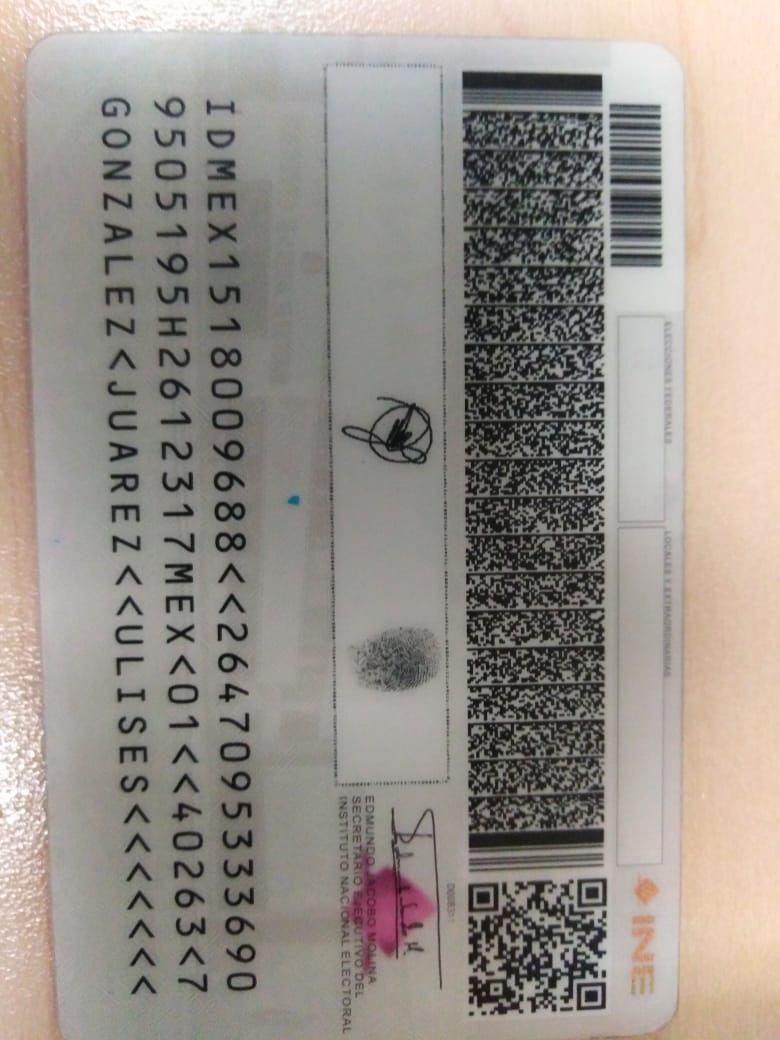 ELECCIONES FEDERALES
LOCALES Y EXTRAORDINARIAS
INE
EDMUNDO JACOBO MOLINA
SECRETARIO EJECUTIVO DEL
INSTITUTO NACIONAL ELECTORAL
IDMEX1518009688<<2647095333690
9505195H2612317MEX<01<<40263<7
GONZALEZ<JUAREZ<<ULISES<<<<<<<